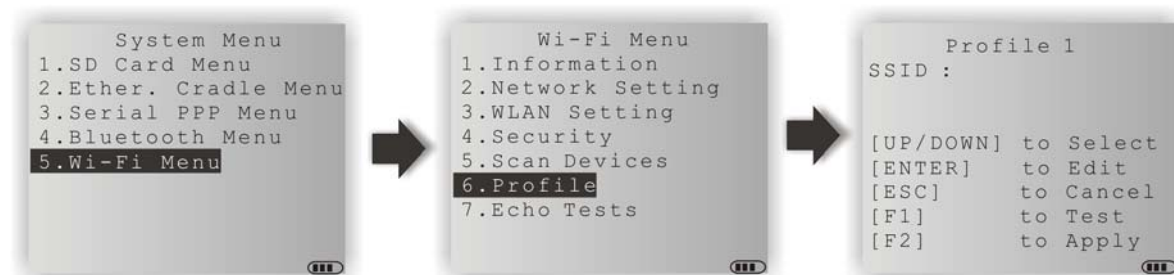 System Menu
1.SD Card Menu
2.Ether. Cradle Menu
3.Serial PPP Menu
4.Bluetooth Menu
5.Wi-Fi Menu
Wi-Fi Menu
1.Information
2.Network Setting
3.WLAN Setting
4.Security
5.Scan Devices
6.Profile
7.Echo Tests
Profile 1
SSID :
[UP/DOWN] to Select
[ENTER] to Edit
[ESC] to Cancel
[F1] to Test
[F2] to Apply